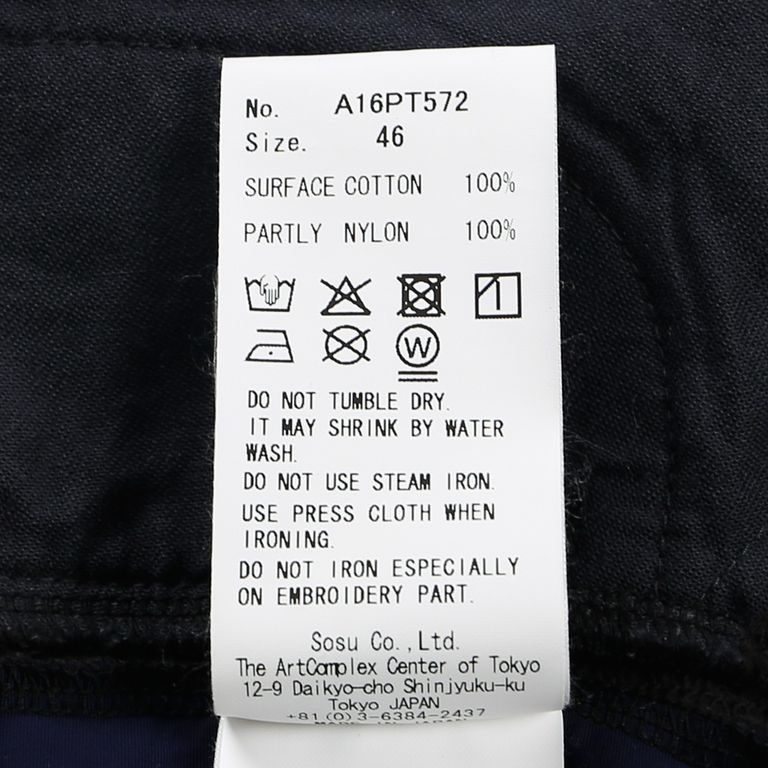 No. A16PT572
Size. 46
SURFACE COTTON 100%
PARTLY NYLON 100%
W
DO NOT TUMBLE DRY.
IT MAY SHRINK BY WATER
WASH.
DO NOT USE STEAM IRON.
USE PRESS CLOTH WHEN
IRONING.
DO NOT IRON ESPECIALLY
ON EMBROIDERY PART.
Sosu Co.,Ltd.
The ArtComplex Center of Tokyo
12-9 Daikyo-cho Shinjyuku-ku
Tokyo JAPAN
+81(0)3-6384-2437
MADE IN JAPAN